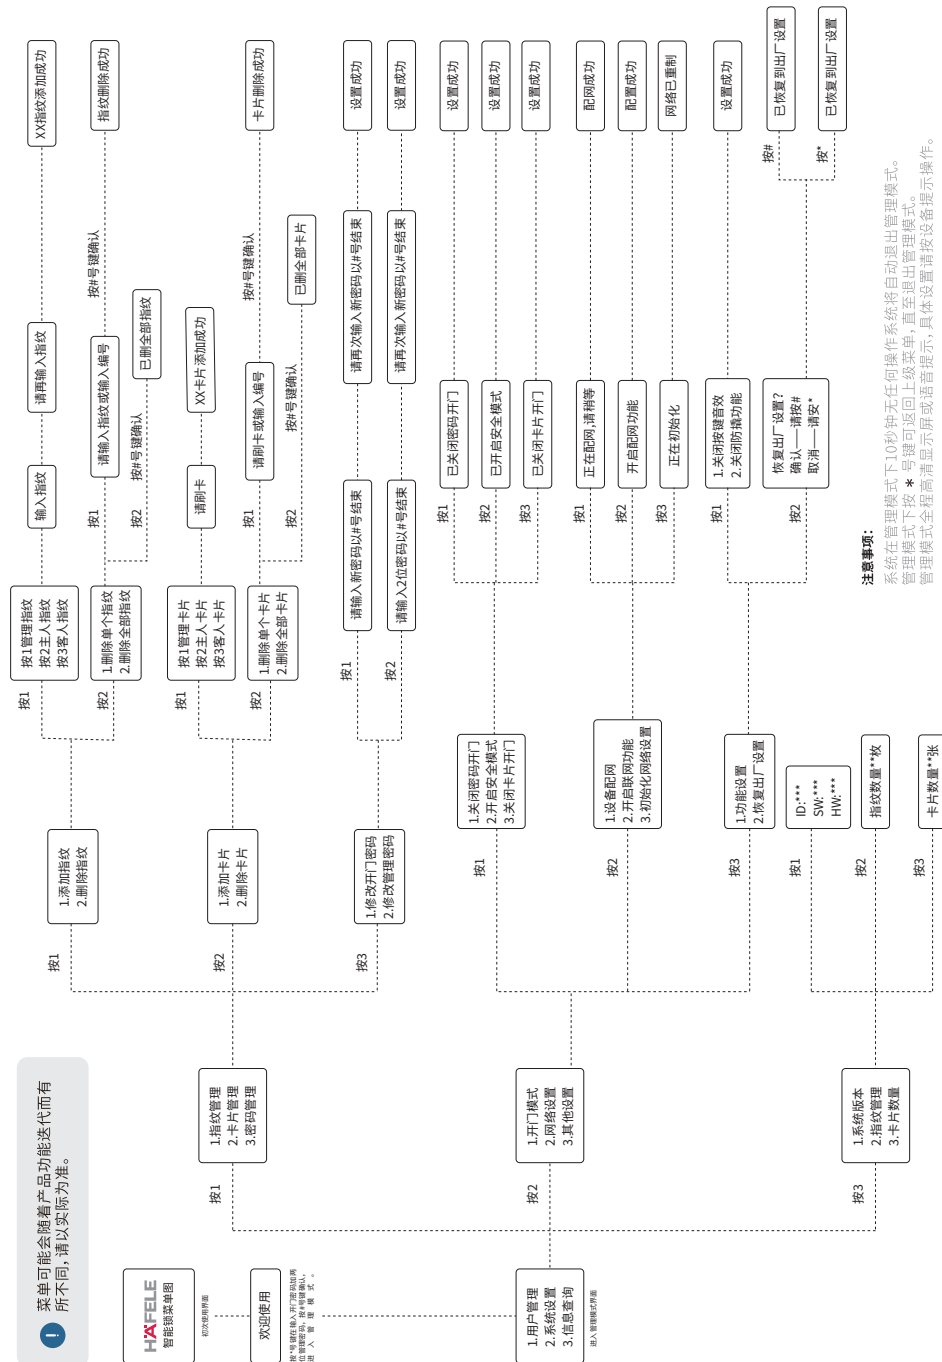 菜单可能会随着产品功能迭代而有
所不同,请以实际为准。
HÄFELE
智能锁菜单图
初次使用界面
欢迎使用
按*号键在输入开门密码加两
位管理密码，按#号键确认，
进入管理模式。
1.用户管理
2.系统设置
3.信息查询
进入管理模式界面
按1
1.指纹管理
2.卡片管理
3.密码管理
按1
1.添加指纹
2.删除指纹
按1
按1管理指纹
按2主人指纹
按3客人指纹
输入指纹
请再输入指纹
XX指纹添加成功
按2
1.删除单个指纹
2.删除全部指纹
按1
请输入指纹或输入编号
按#号键确认
指纹删除成功
按2
按#号键确认
已删全部指纹
按2
1.添加卡片
2.删除卡片
按1
按1管理卡片
按2主人卡片
按3客人卡片
请刷卡
XX卡片添加成功
按2
1.删除单个卡片
2.删除全部卡片
按1
请刷卡或输入编号
按#号键确认
卡片删除成功
按2
按#号键确认
已删全部卡片
按3
1.修改开门密码
2.修改管理密码
按1
请输入新密码以#号结束
请再次输入新密码以#号结束
设置成功
按2
请输入2位密码以#号结束
请再次输入新密码以#号结束
设置成功
按2
1.开门模式
2.网络设置
3.其他设置
按1
1.关闭密码开门
2.开启安全模式
3.关闭卡片开门
按1
已关闭密码开门
设置成功
按2
已开启安全模式
设置成功
按3
已关闭卡片开门
设置成功
按2
1.设备配网
2.开启联网功能
3.初始化网络设置
按1
正在配网,请稍等
配网成功
按2
开启配网功能
配置成功
按3
正在初始化
网络已重制
按3
1.功能设置
2.恢复出厂设置
按1
1.关闭按键音效
2.关闭防撬功能
设置成功
按2
恢复出厂设置?
确认——请按#
取消——请安*
按#
已恢复到出厂设置
按*
已恢复到出厂设置
按3
1.系统版本
2.指纹管理
3.卡片数量
按1
ID:***
SW:***
HW:***
按2
指纹数量**枚
按3
卡片数量**张
注意事项：
系统在管理模式下10秒钟无任何操作系统将自动退出管理模式。
管理模式下按 * 号键可返回上级菜单,直至退出管理模式。
管理模式全程高清显示屏或语音提示,具体设置请按设备提示操作。